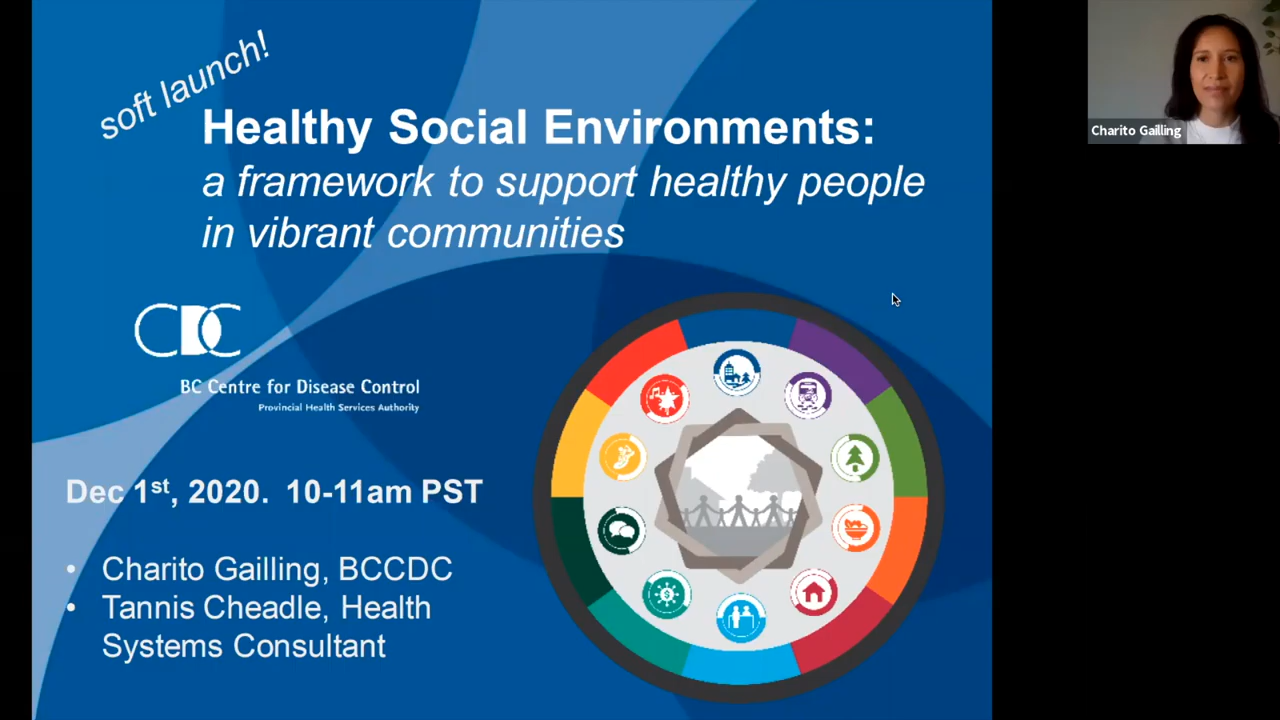 soft launch!
Healthy Social Environments:
a framework to support healthy people
in vibrant communities
CDC
BC Centre for Disease Control
Provincial Health Services Authority
Dec 1st, 2020. 10-11am PST
• Charito Gailling, BCCDC
• Tannis Cheadle, Health
Systems Consultant
$
Charito Gailling